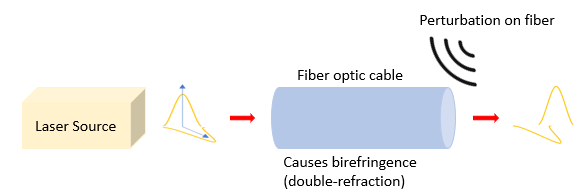 Perturbation on fiber
Fiber optic cable
Laser Source
Causes birefringence
(double-refraction)